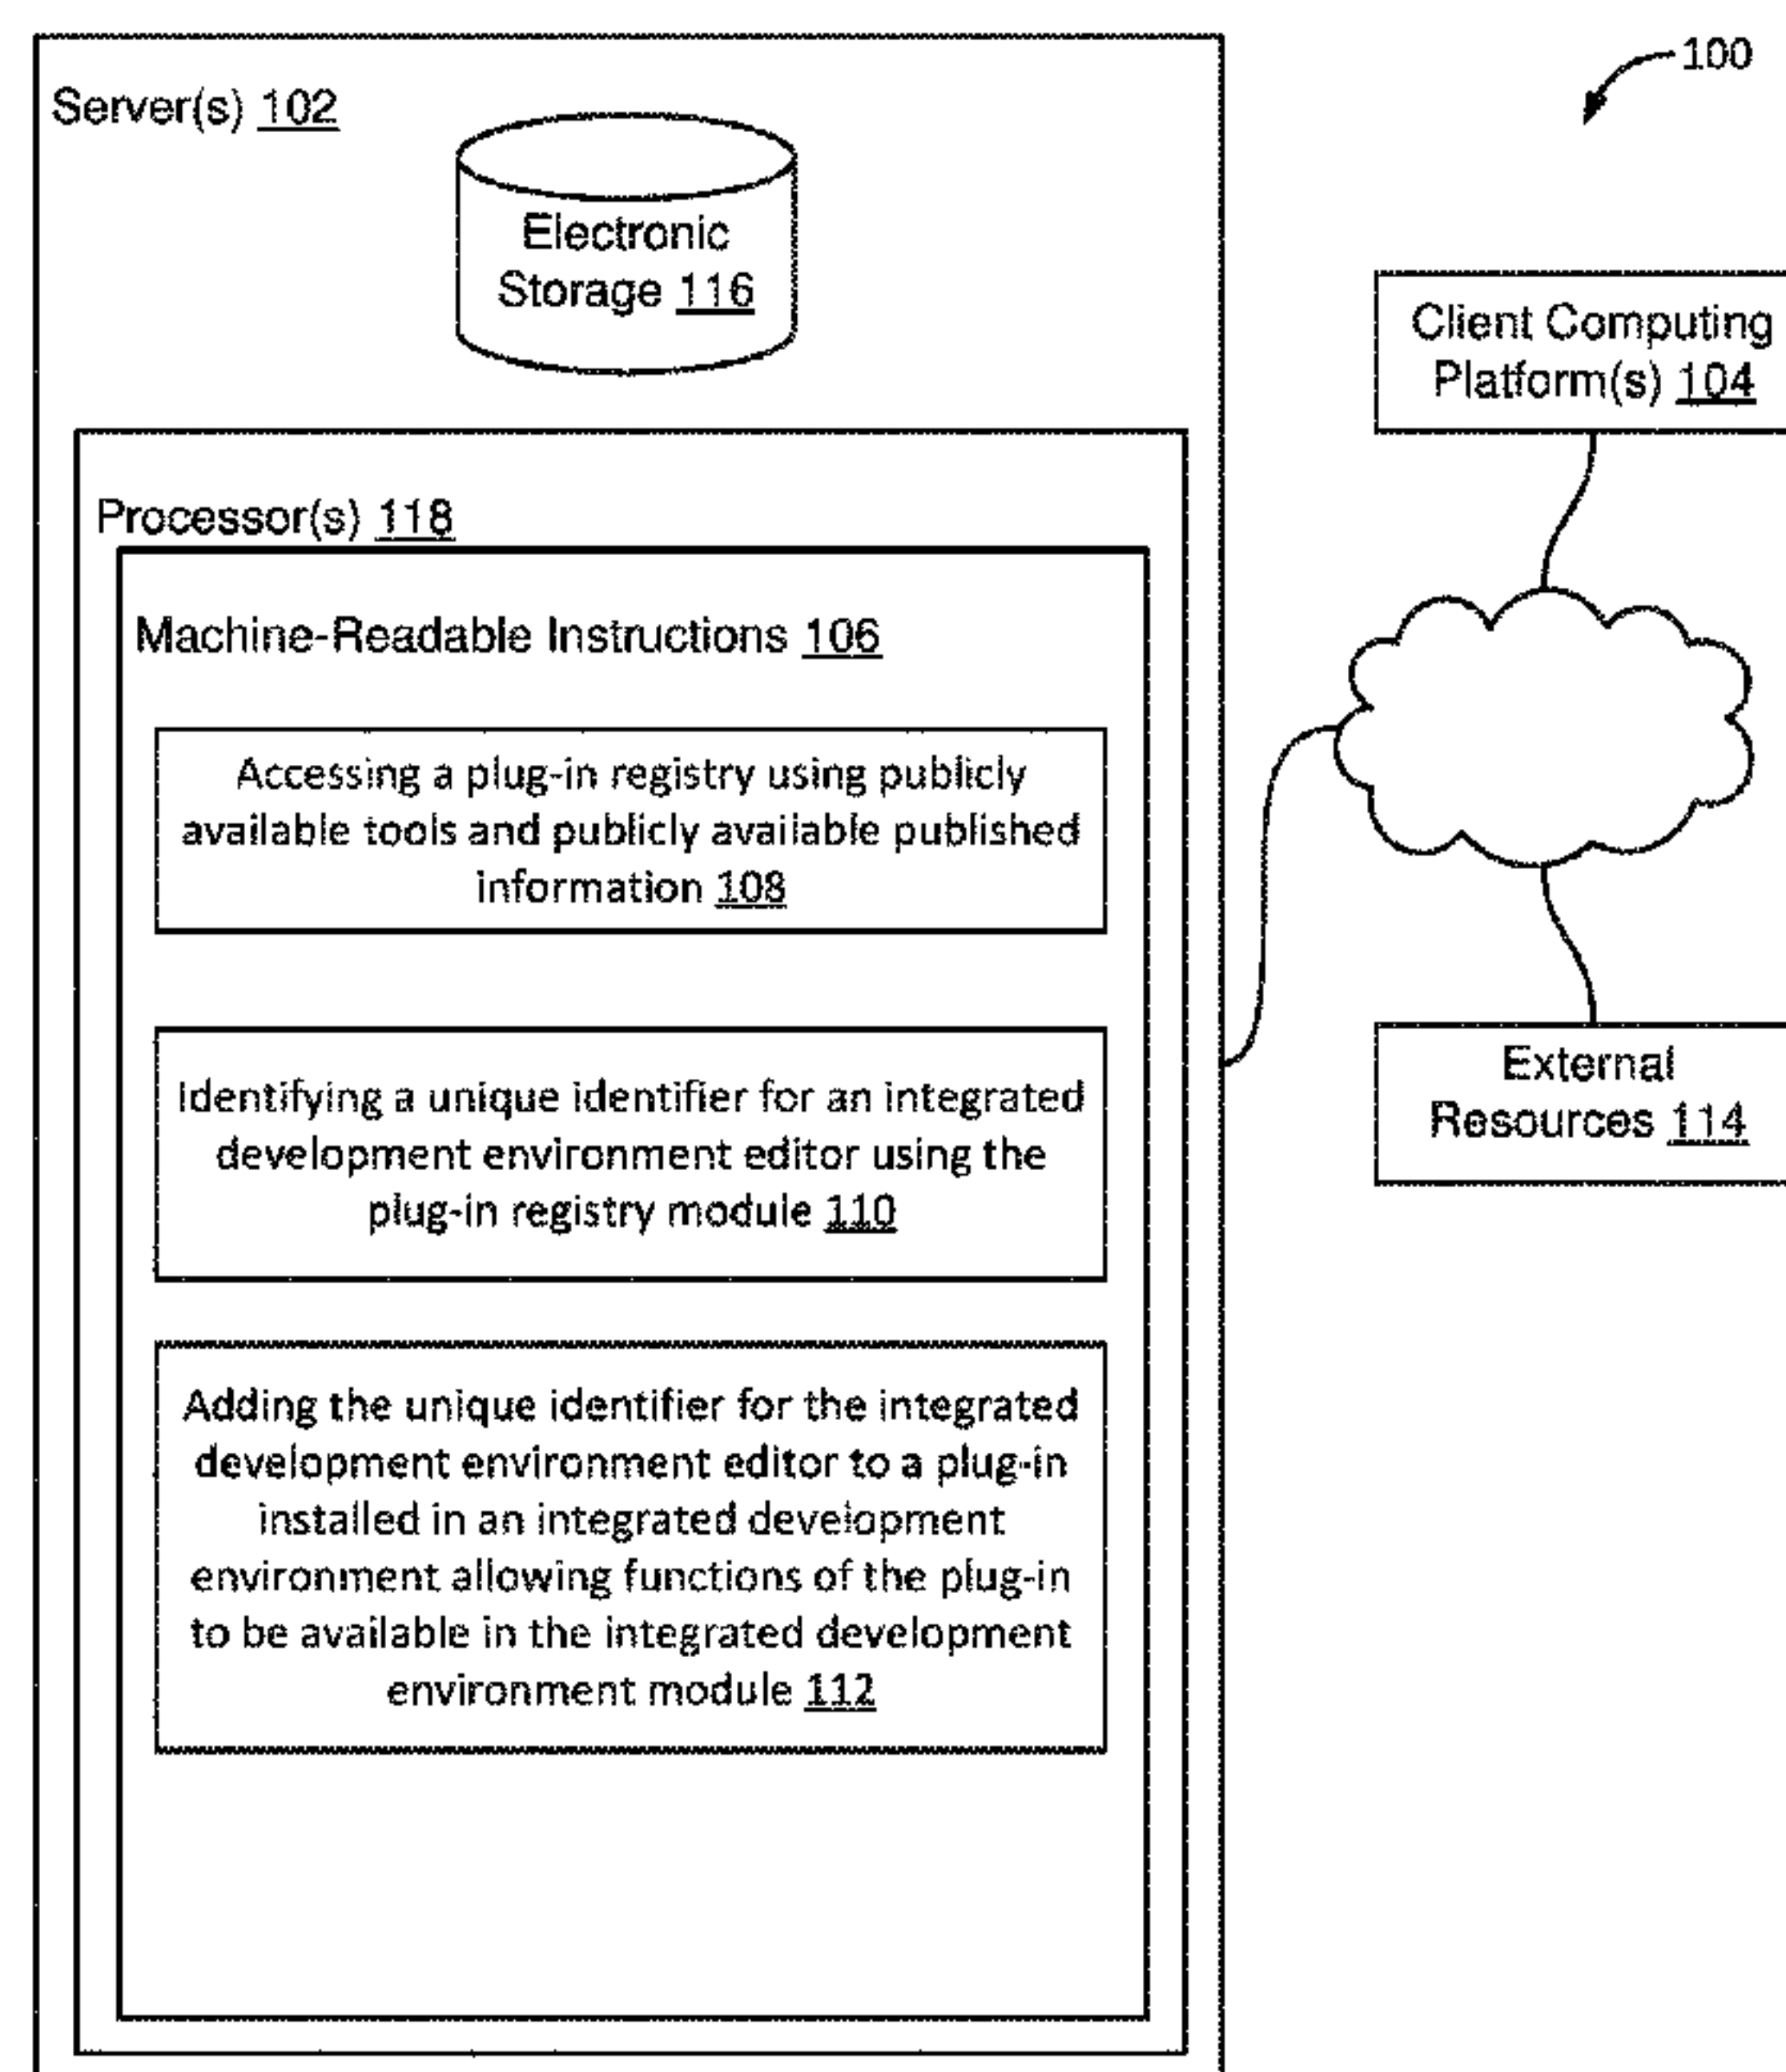 100
Server(s) 102
Electronic
Storage 116
Client Computing
Platform(s) 104
Processor(s) 118
Machine-Readable Instructions 106
Accessing a plug-in registry using publicly
available tools and publicly available published
information 108
Identifying a unique identifier for an integrated
development environment editor using the
plug-in registry module 110
External
Resources 114
Adding the unique identifier for the integrated
development environment editor to a plug-in
installed in an integrated development
environment allowing functions of the plug-in
to be available in the integrated development
environment module 112